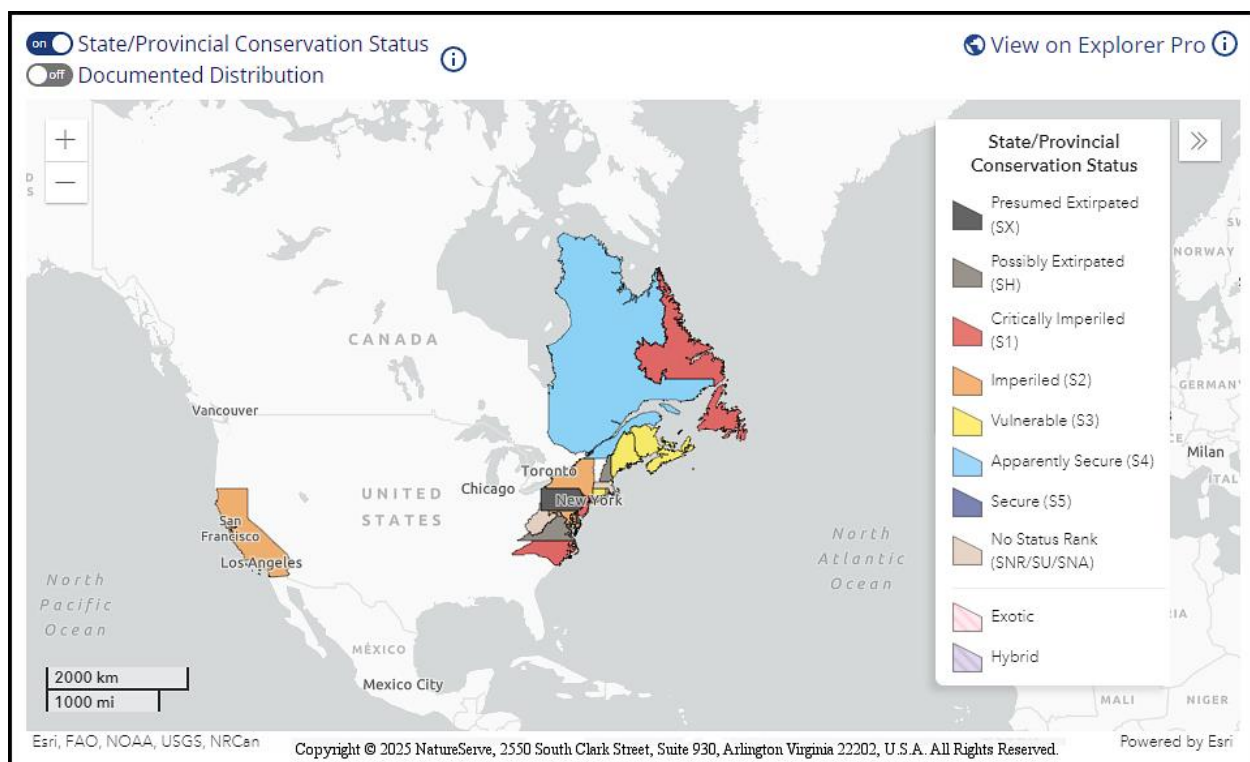 on State/Provincial Conservation Status
off Documented Distribution
View on Explorer Pro
State/Provincial
Conservation Status
Presumed Extirpated
(SX)
Possibly Extirpated
(SH)
Critically Imperiled
(S1)
Imperiled (S2)
Vulnerable (S3)
Apparently Secure (S4)
Secure (S5)
No Status Rank
(SNR/SU/SNA)
Exotic
Hybrid
NORWAY
CANADA
GERMANY
Vancouver
Milan
Toronto
Chicago
UNITED
STATES
New York
San
Francisco
Los Angeles
North
Atlantic
Ocean
North
Pacific
Ocean
MÉXICO
Mexico City
MALI
NIGER
2000 km
1000 mi
Esri, FAO, NOAA, USGS, NRCan
Copyright © 2025 NatureServe, 2550 South Clark Street, Suite 930, Arlington Virginia 22202, U.S.A. All Rights Reserved.
Powered by Esri